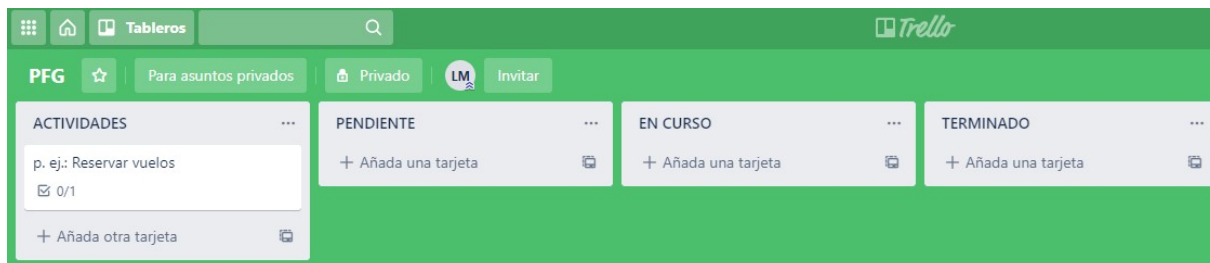 Tableros
Trello
PFG
Para asuntos privados
Privado
LM
Invitar
ACTIVIDADES
p. ej.: Reservar vuelos
0/1
+ Añada otra tarjeta
PENDIENTE
+ Añada una tarjeta
EN CURSO
+ Añada una tarjeta
TERMINADO
+ Añada una tarjeta